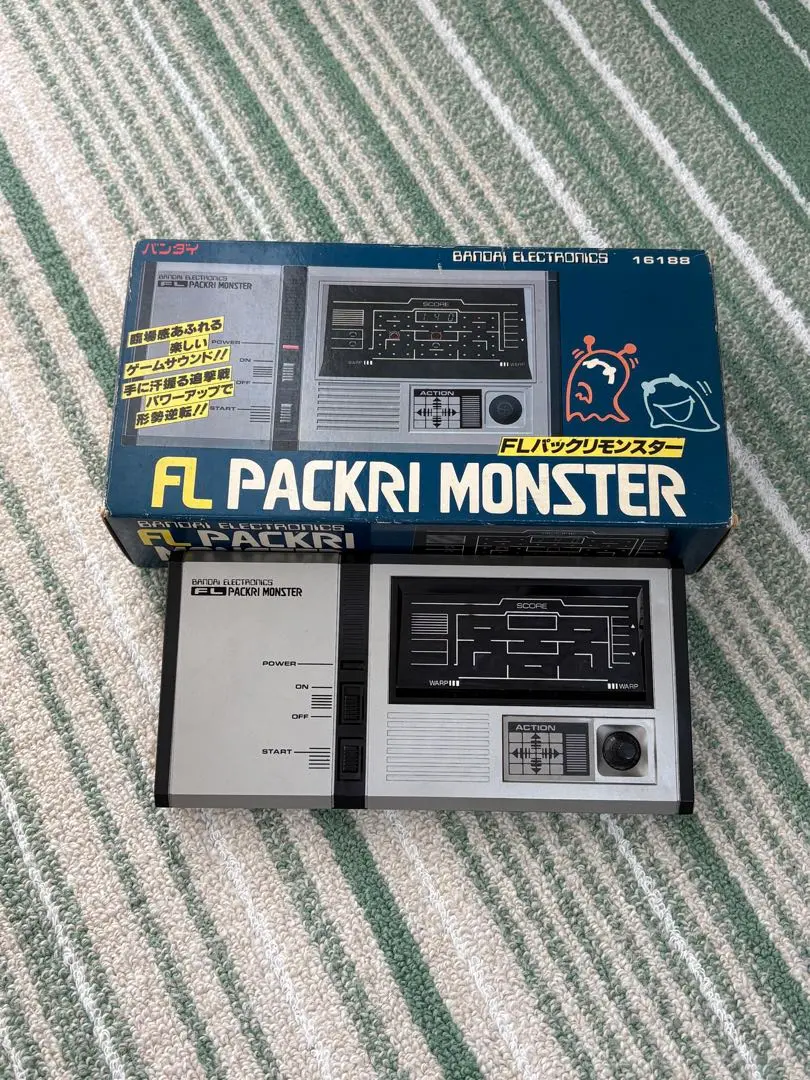 バンダイ
BANDAI ELECTRONICS 16188
BANDAI ELECTRONICS
FL PACKRI MONSTER
SCORE
140
臨場感あふれる
楽しい
ゲームサウンド!!
手に汗握る追撃戦
パワーアップで
形勢逆転!!
POWER
ON
OFF
START
WARP
WARP
ACTION
FLパックリモンスター
FL PACKRI MONSTER
BANDAI ELECTRONICS
FL PACKRI
BANDAI ELECTRONICS
FL PACKRI MONSTER
SCORE
POWER
ON
OFF
START
WARP
WARP
ACTION